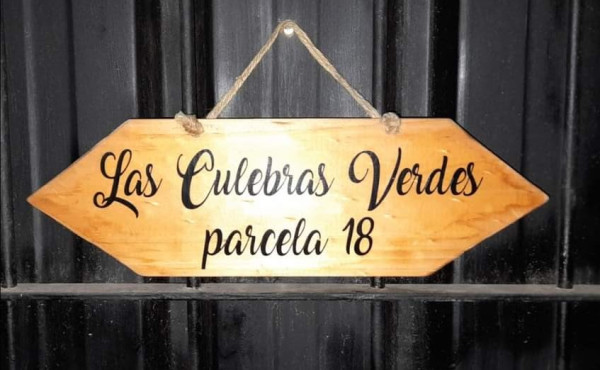 Las Culebras Verdes
parcela 18